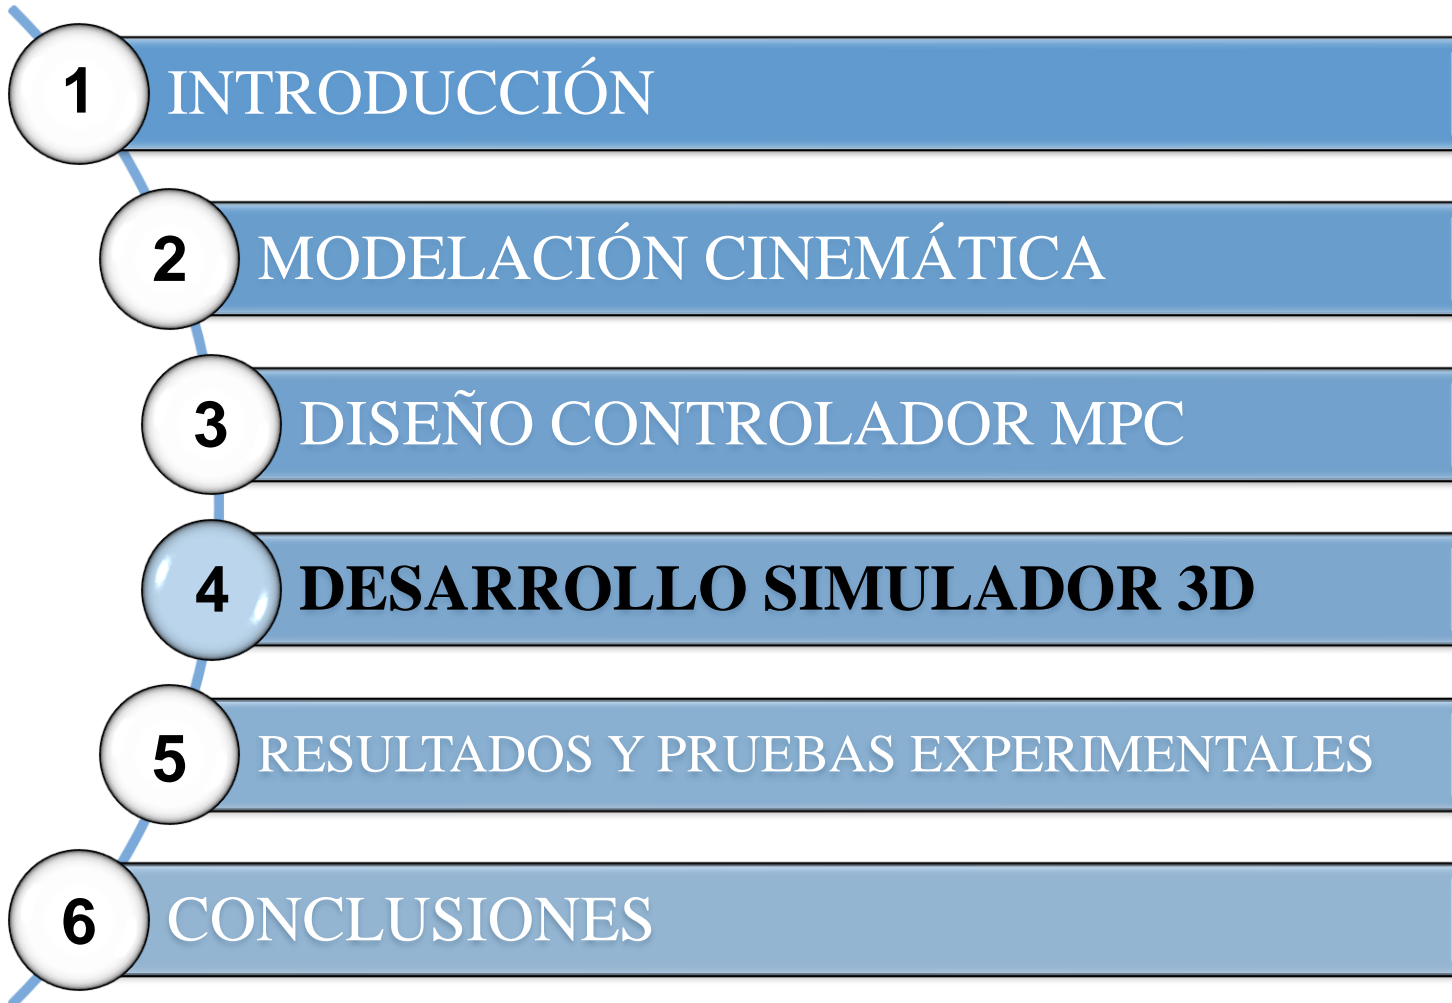 1 INTRODUCCIÓN
2 MODELACIÓN CINEMÁTICA
3 DISEÑO CONTROLADOR MPC
4 DESARROLLO SIMULADOR 3D
5 RESULTADOS Y PRUEBAS EXPERIMENTALES
6 CONCLUSIONES